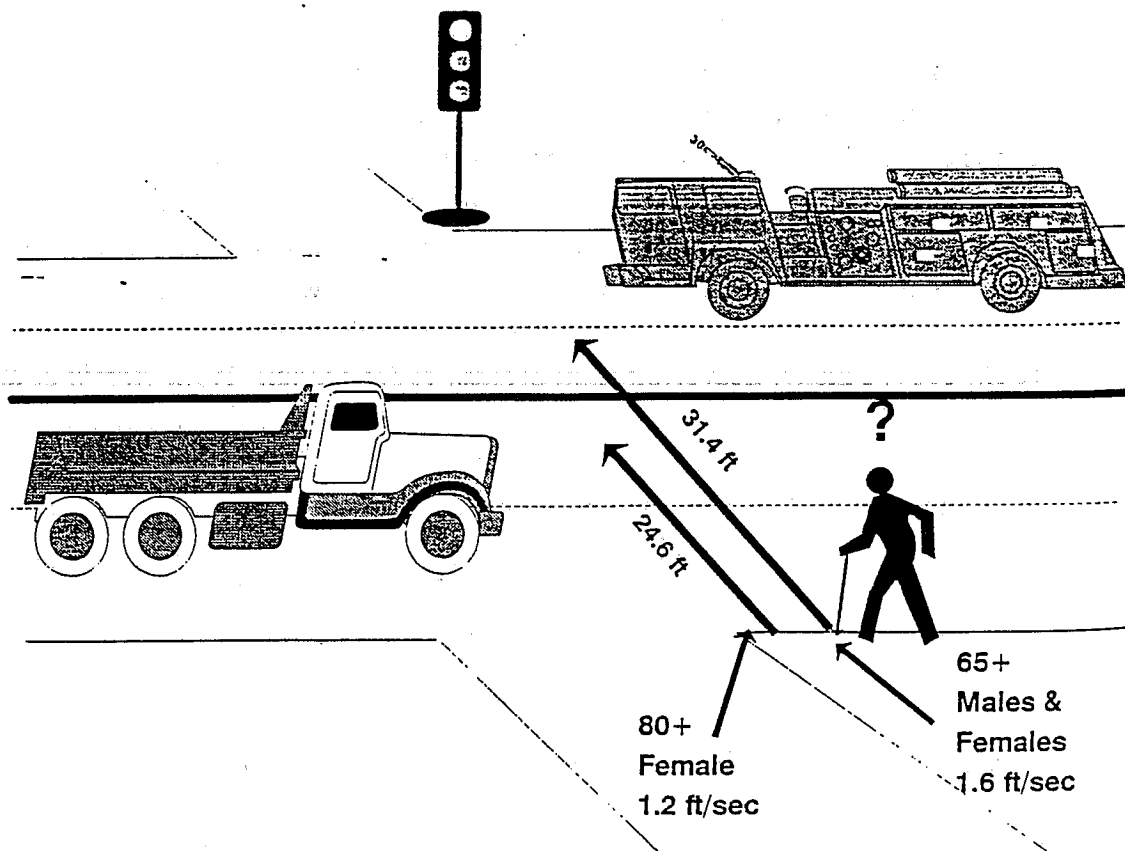 31.4 ft
?
24.6 ft
65+
Males &
Females
1.6 ft/sec
80+
Female
1.2 ft/sec